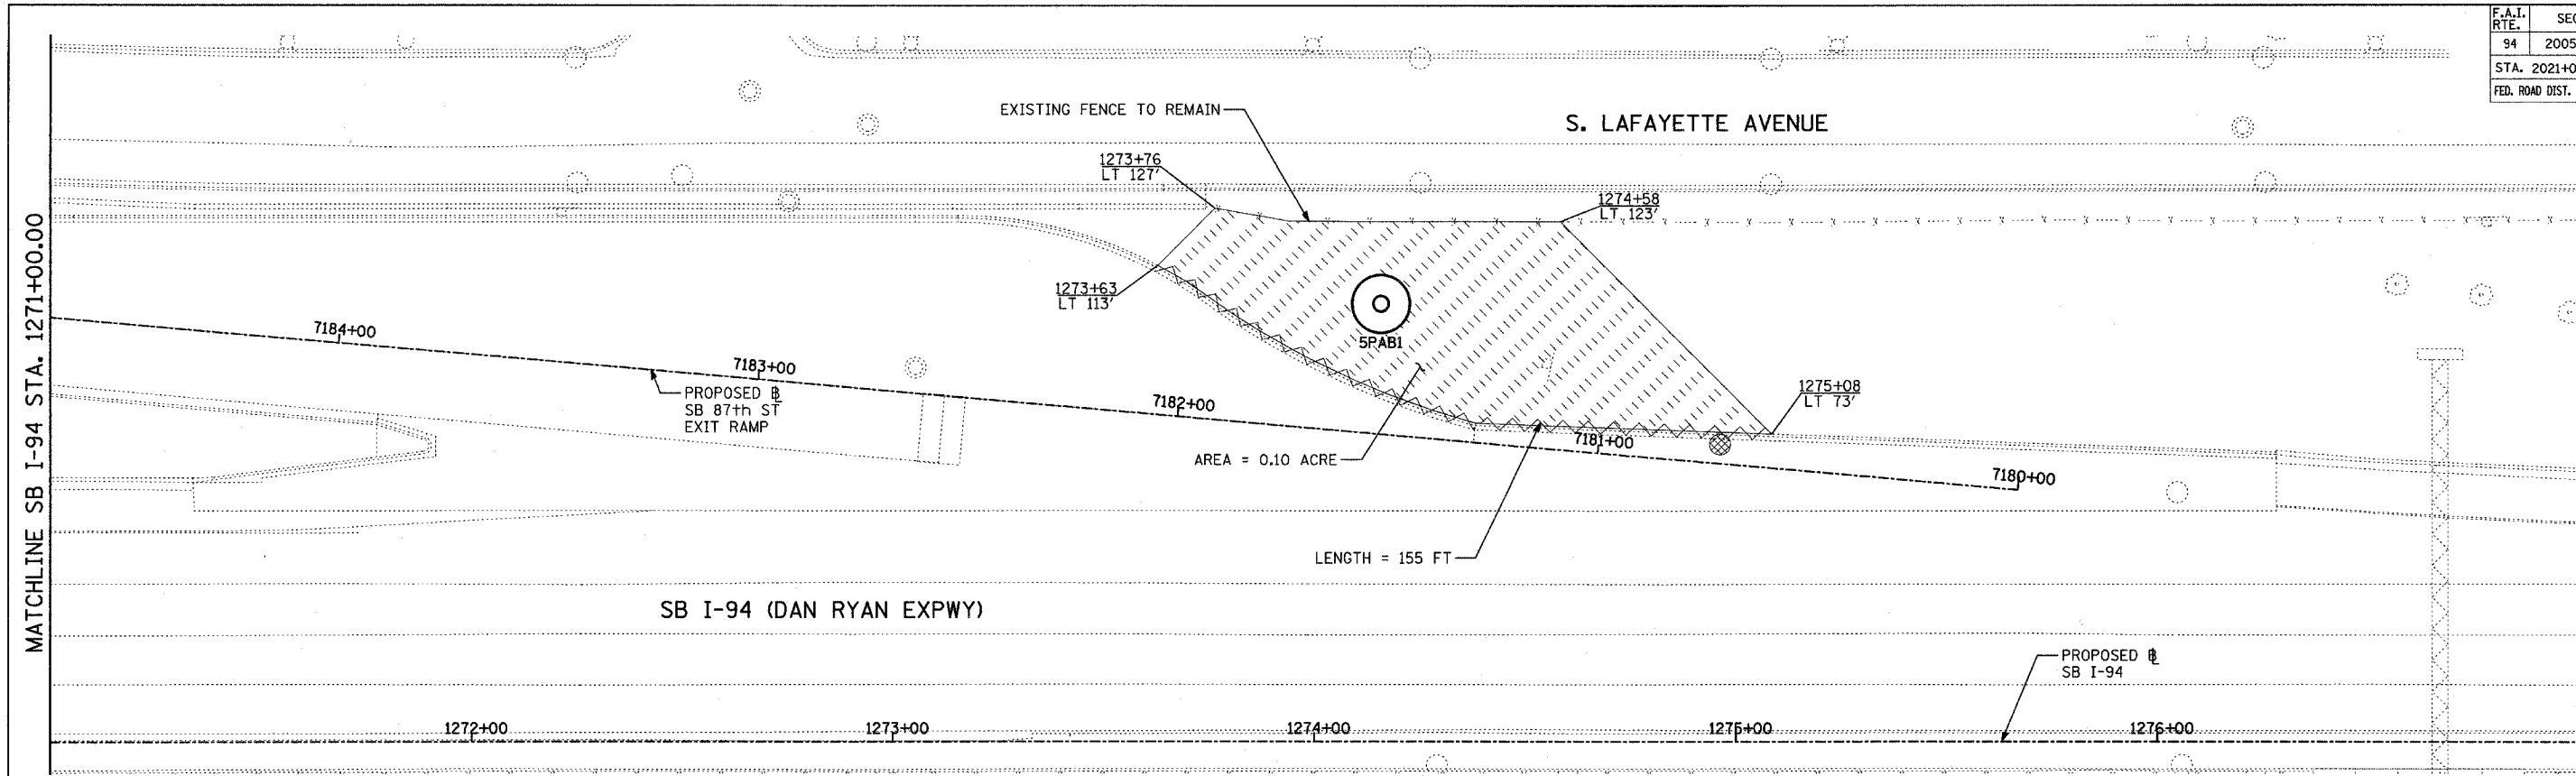 F.A.I.
RTE.
94 2005
STA. 2021+0
FED. ROAD DIST.
EXISTING FENCE TO REMAIN
S. LAFAYETTE AVENUE
1273+76
LT 127'
1274+58
LT 123'
1273+63
LT 113'
MATCHLINE SB I-94 STA. 1271+00.00
5PAB1
7184+00
7183+00
PROPOSED ℄
SB 87th ST
EXIT RAMP
7182+00
1275+08
LT 73'
7181+00
AREA = 0.10 ACRE
7180+00
LENGTH = 155 FT
SB I-94 (DAN RYAN EXPWY)
PROPOSED
SB I-94
1272+00
1273+00
1274+00
1275+00
1276+00